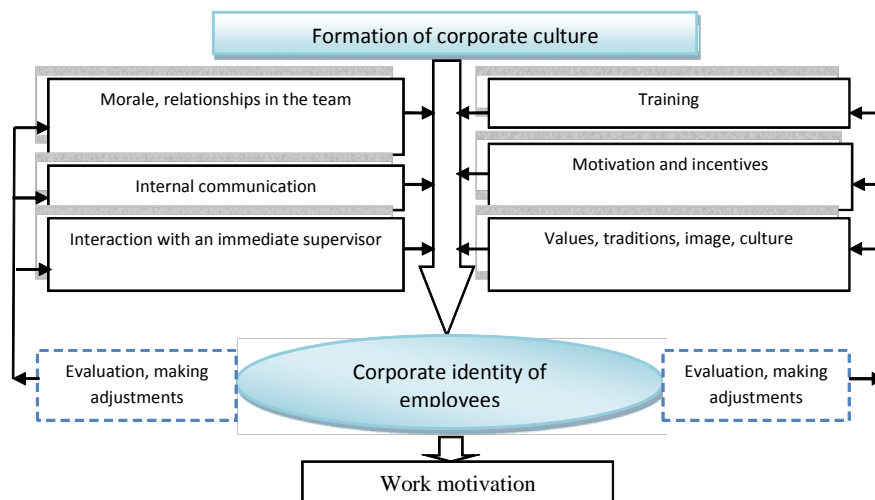 Formation of corporate culture
Morale, relationships in the team
Training
Internal communication
Motivation and incentives
Interaction with an immediate supervisor
Values, traditions, image, culture
Evaluation, making
adjustments
Corporate identity of
employees
Evaluation, making
adjustments
Work motivation